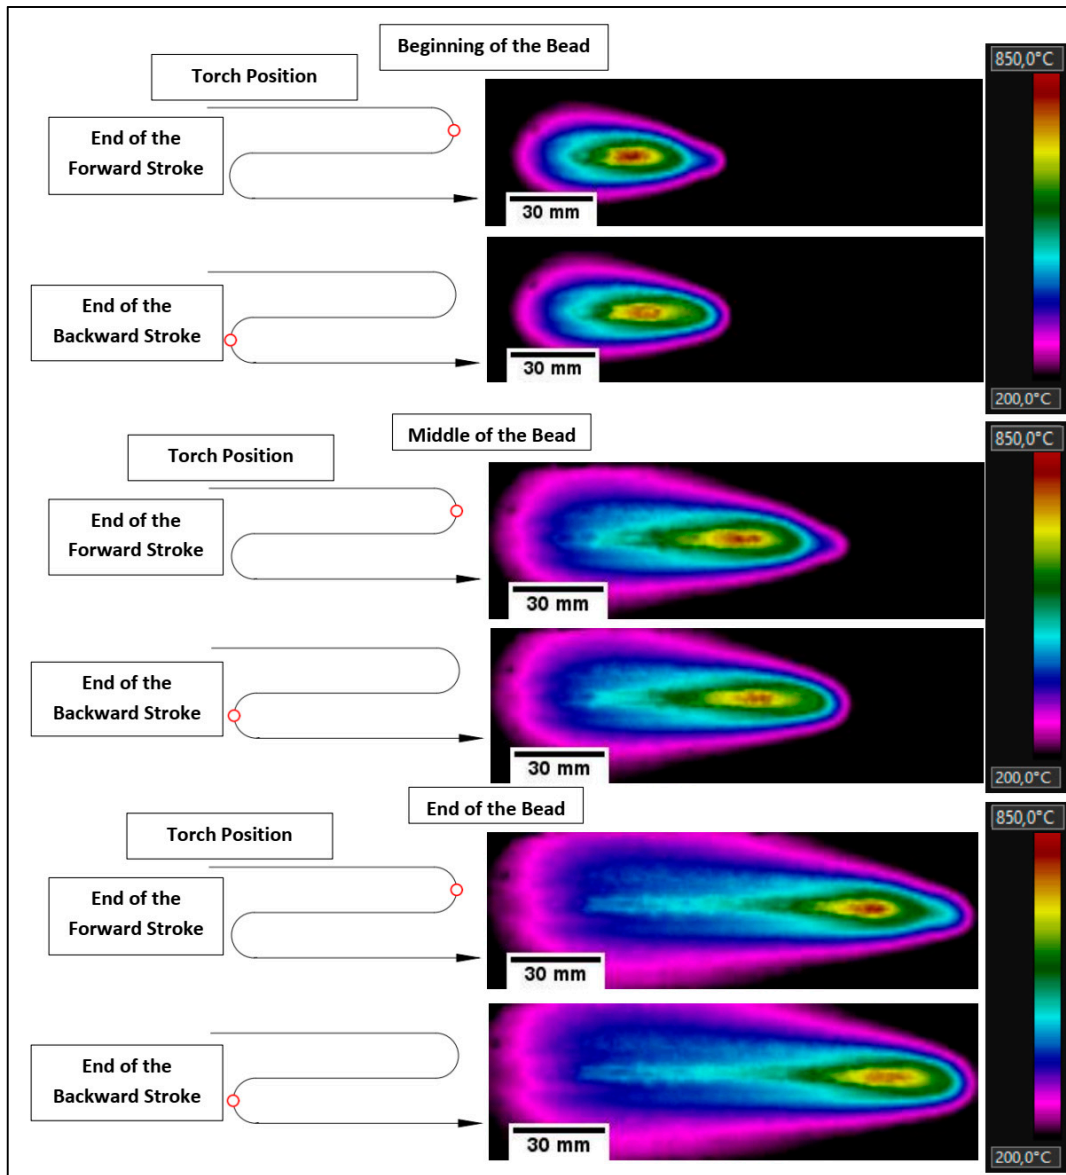 Beginning of the Bead
850,0°C
Torch Position
End of the
Forward Stroke
30 mm
End of the
Backward Stroke
30 mm
200,0°C
Middle of the Bead
850,0°C
Torch Position
End of the
Forward Stroke
30 mm
End of the
Backward Stroke
30 mm
200,0°C
End of the Bead
850,0°C
Torch Position
End of the
Forward Stroke
30 mm
End of the
Backward Stroke
30 mm
200,0°C